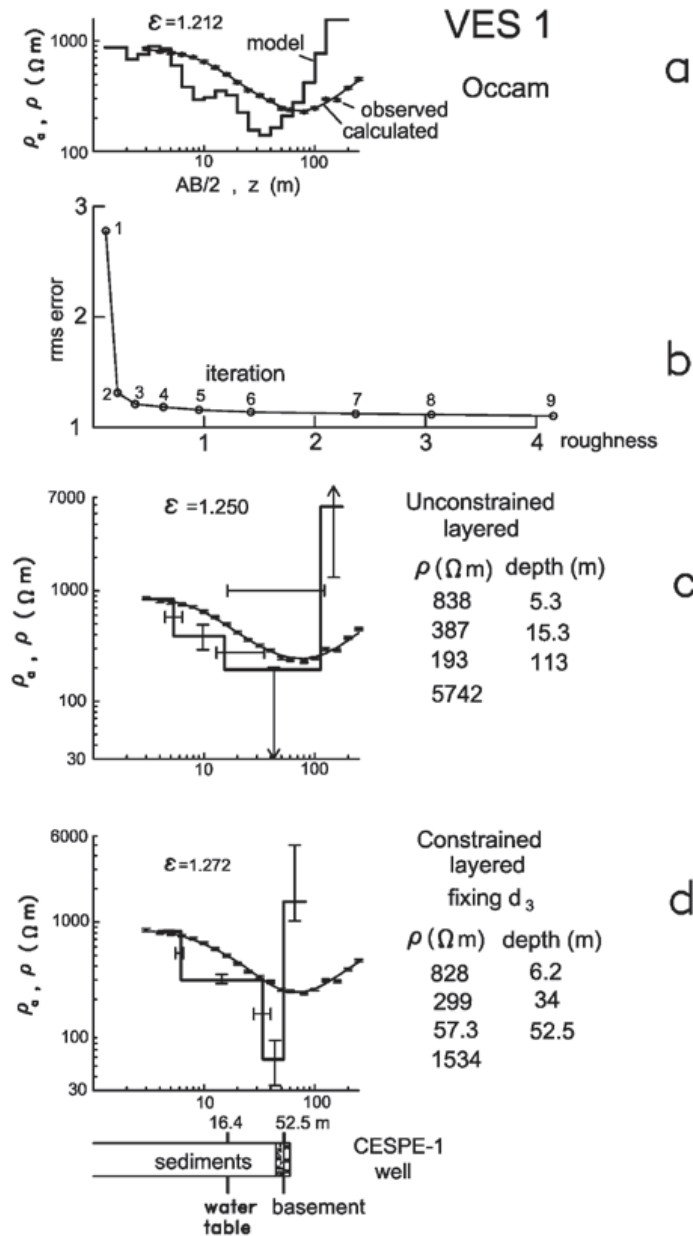 VES 1
a
ε =1.212
1000
model
Occam
observed
calculated
ρₐ , ρ (Ω m)
100
10
100
AB/2 , z (m)
3
1
2
rms error
b
iteration
2
3
4
5
6
7
8
9
1
1
2
3
4
roughness
7000
ε =1.250
Unconstrained
layered
c
ρ (Ω m) depth (m)
1000
838 5.3
387 15.3
193 113
5742
ρₐ , ρ (Ω m)
100
30
10
100
6000
ε =1.272
Constrained
layered
fixing d₃
d
1000
ρ (Ω m) depth (m)
828 6.2
299 34
57.3 52.5
1534
ρₐ , ρ (Ω m)
100
30
10
100
16.4
52.5 m
sediments
CESPE-1
well
water
table
basement